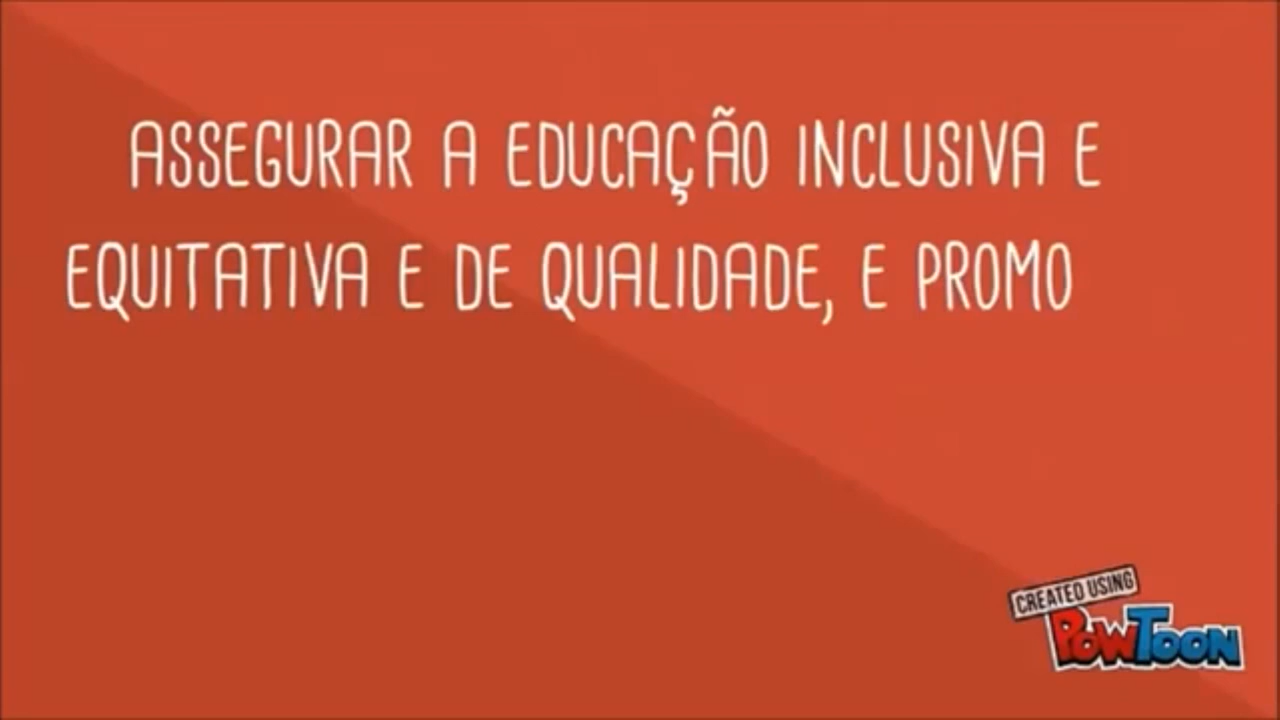 ASSEGURAR A EDUCAÇÃO INCLUSIVA E
EQUITATIVA E DE QUALIDADE, E PROMO
CREATED USING
POWTOON